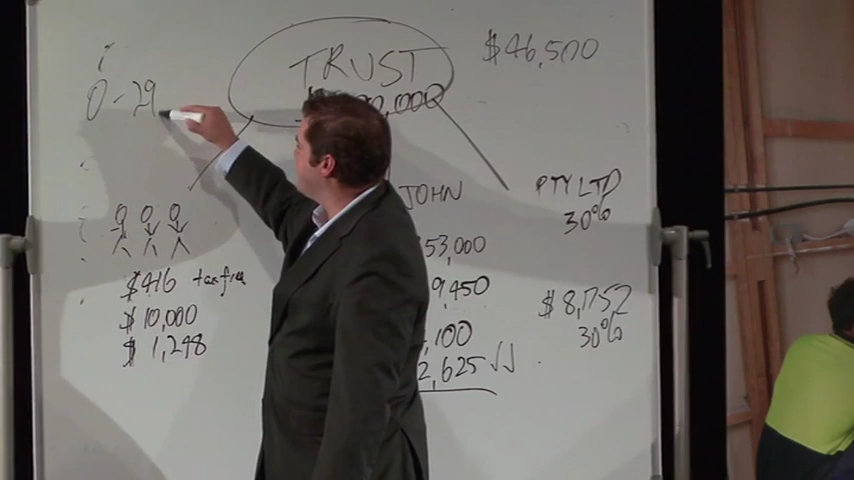 TRUST
$46,500
0-29
JOHN
PTY LTD
30%
53,000
$416 tax free
9,450
$8,752
30%
$10,000
,100
$1,248
2,625